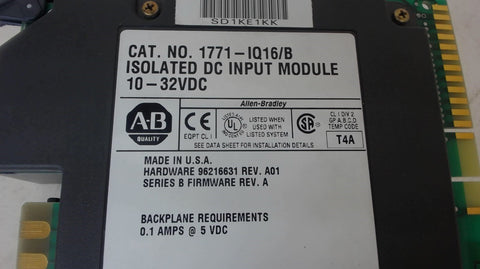 SD1KE1KK
CAT. NO. 1771-IQ16/B
ISOLATED DC INPUT MODULE
10-32VDC
Allen-Bradley
A-B
QUALITY
CE
EQPT CL I
UL
LISTED WHEN
USED WITH
LISTED SYSTEM
SA
CL I DIV 2
GP A,B,C,D
TEMP CODE
T4A
SEE DATA SHEET FOR INSTALLATION DETAILS
MADE IN U.S.A.
HARDWARE 96216631 REV. A01
SERIES B FIRMWARE REV. A
BACKPLANE REQUIREMENTS
0.1 AMPS @ 5 VDC